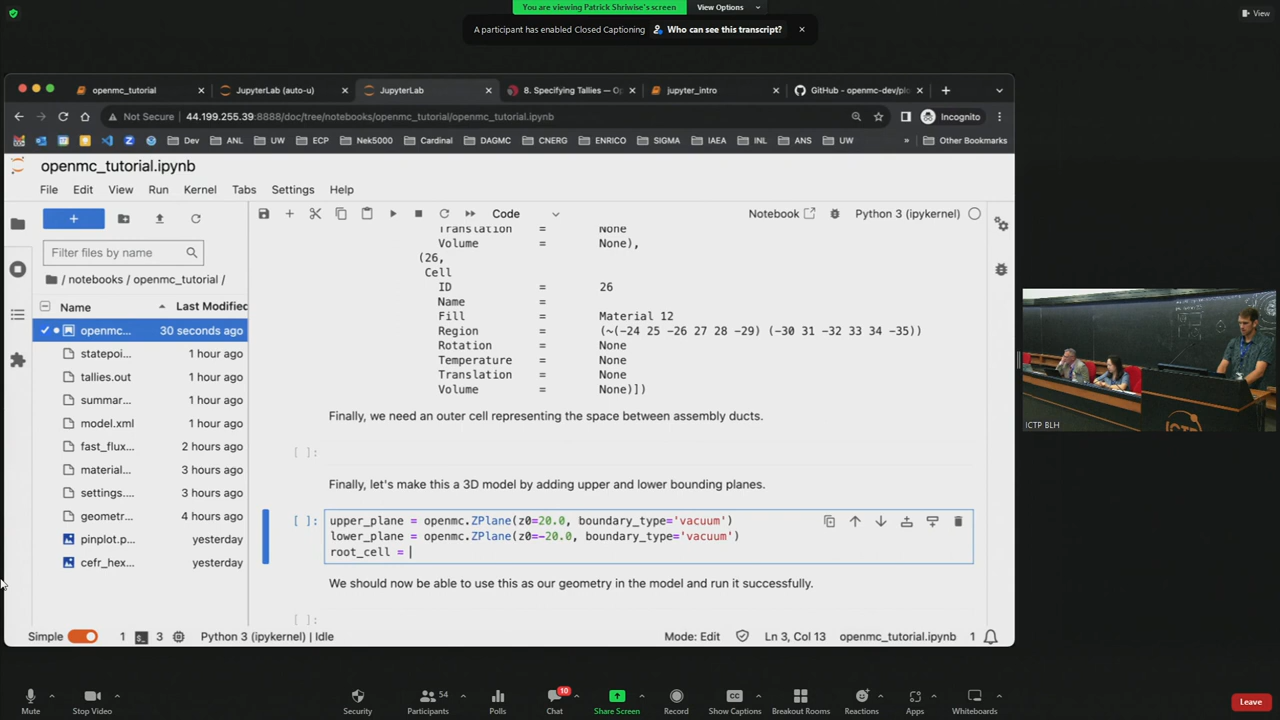 You are viewing Patrick Shriwise's screen
View Options
View
A participant has enabled Closed Captioning
Who can see this transcript?
openmc_tutorial
JupyterLab (auto-u)
JupyterLab
8. Specifying Tallies — Op
jupyter_intro
GitHub - openmc-dev/plo
Not Secure
44.199.255.39:8888/doc/tree/notebooks/openmc_tutorial/openmc_tutorial.ipynb
Incognito
Dev
ANL
UW
ECP
Nek5000
Cardinal
DAGMC
CNERG
ENRICO
SIGMA
IAEA
INL
ANS
UW
»
Other Bookmarks
openmc_tutorial.ipynb
File Edit View Run Kernel Tabs Settings Help
Code
Notebook
Python 3 (ipykernel)
Filter files by name
/ notebooks / openmc_tutorial /
Name
Last Modified
openmc...
30 seconds ago
statepoi...
1 hour ago
tallies.out
1 hour ago
summar...
1 hour ago
model.xml
1 hour ago
fast_flux...
2 hours ago
material...
3 hours ago
settings....
3 hours ago
geometr...
4 hours ago
pinplot.p...
yesterday
cefr_hex...
yesterday
Translation = None
Volume = None),
(26,
Cell
ID = 26
Name =
Fill = Material 12
Region = (~(-24 25 -26 27 28 -29) (-30 31 -32 33 34 -35))
Rotation = None
Temperature = None
Translation = None
Volume = None)])
Finally, we need an outer cell representing the space between assembly ducts.
[ ]:
Finally, let's make this a 3D model by adding upper and lower bounding planes.
[ ]:
upper_plane = openmc.ZPlane(z0=20.0, boundary_type='vacuum')
lower_plane = openmc.ZPlane(z0=-20.0, boundary_type='vacuum')
root_cell =
We should now be able to use this as our geometry in the model and run it successfully.
[ ]:
Simple
1
3
Python 3 (ipykernel) | Idle
Mode: Edit
Ln 3, Col 13
openmc_tutorial.ipynb
1
ICTP
ICTP BLH
Mute
Stop Video
Security
54
Participants
Polls
10
Chat
Share Screen
Record
CC
Show Captions
Breakout Rooms
Reactions
Apps
Whiteboards
Leave